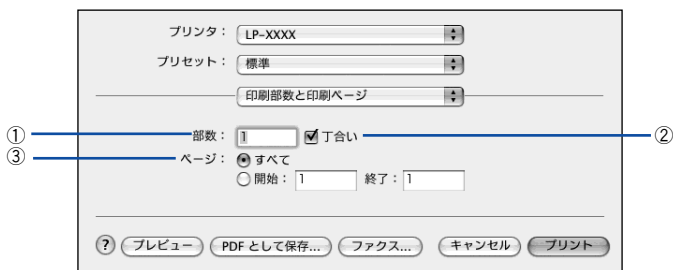 プリンタ： LP-XXXX
プリセット： 標準
印刷部数と印刷ページ
① 部数： 1 丁合い ②
③ ページ： すべて
開始： 1 終了： 1
? プレビュー PDF として保存... ファクス... キャンセル プリント